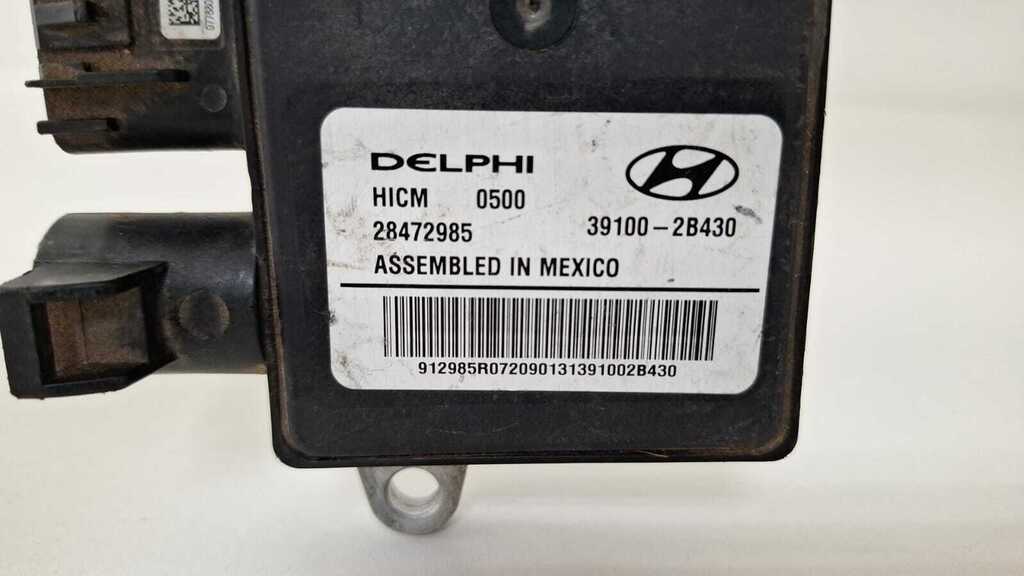 DELPHI
HICM 0500
28472985 39100-2B430
ASSEMBLED IN MEXICO
912985R072090131391002B430